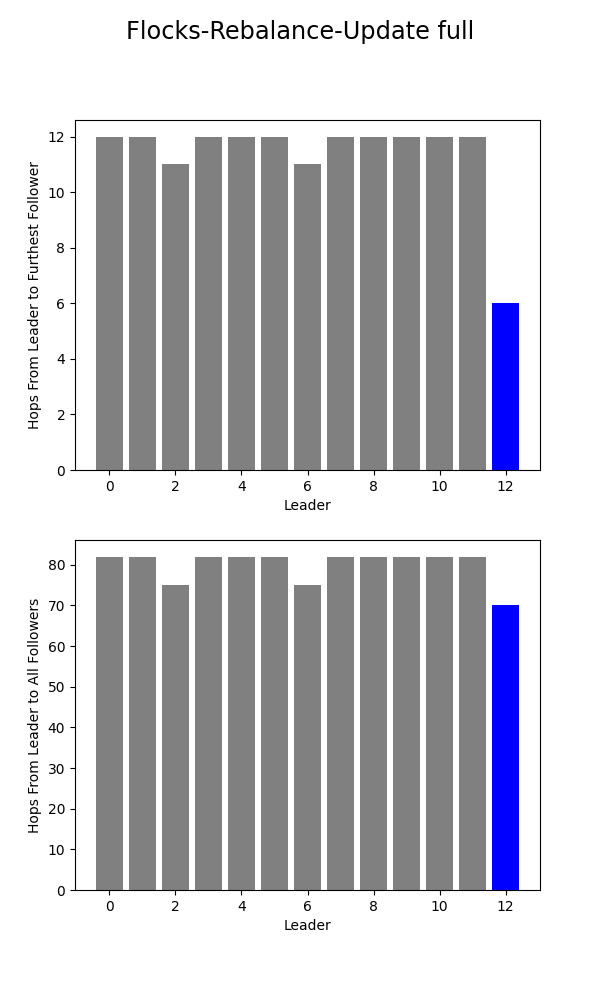 Flocks-Rebalance-Update full
Hops From Leader to Furthest Follower
12
10
8
6
4
2
0
0 2 4 6 8 10 12
Leader
Hops From Leader to All Followers
80
70
60
50
40
30
20
10
0
0 2 4 6 8 10 12
Leader